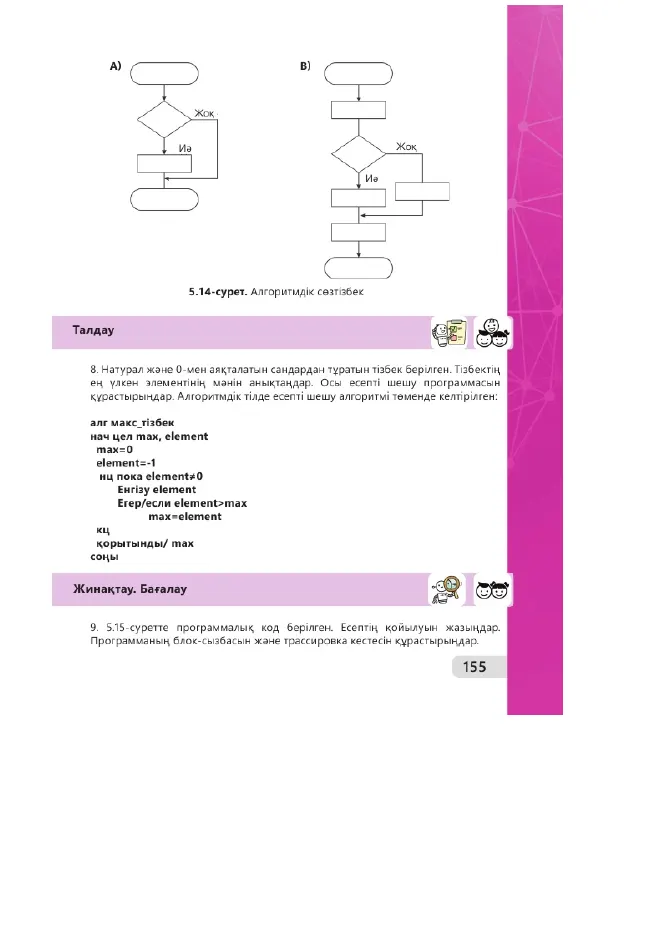 А)
В)
Жоқ
Жоқ
Иә
Иә
5.14-сурет. Алгоритмдік сөзтізбек
Талдау
8. Натурал және 0-мен аяқталатын сандардан тұратын тізбек берілген. Тізбектің
ең үлкен элементінің мәнін анықтаңдар. Осы есепті шешу программасын
құрастырыңдар. Алгоритмдік тілде есепті шешу алгоритмі төменде келтірілген:
алг макс_тізбек
нач цел max, element
max=0
element=-1
нц пока element≠0
Енгізу element
Егер/если element>max
max=element
кц
қорытынды/ max
соңы
Жинақтау. Бағалау
9. 5.15-суретте программалық код берілген. Есептің қойылуын жазыңдар.
Программаның блок-сызбасын және трассировка кестесін құрастырыңдар.
155